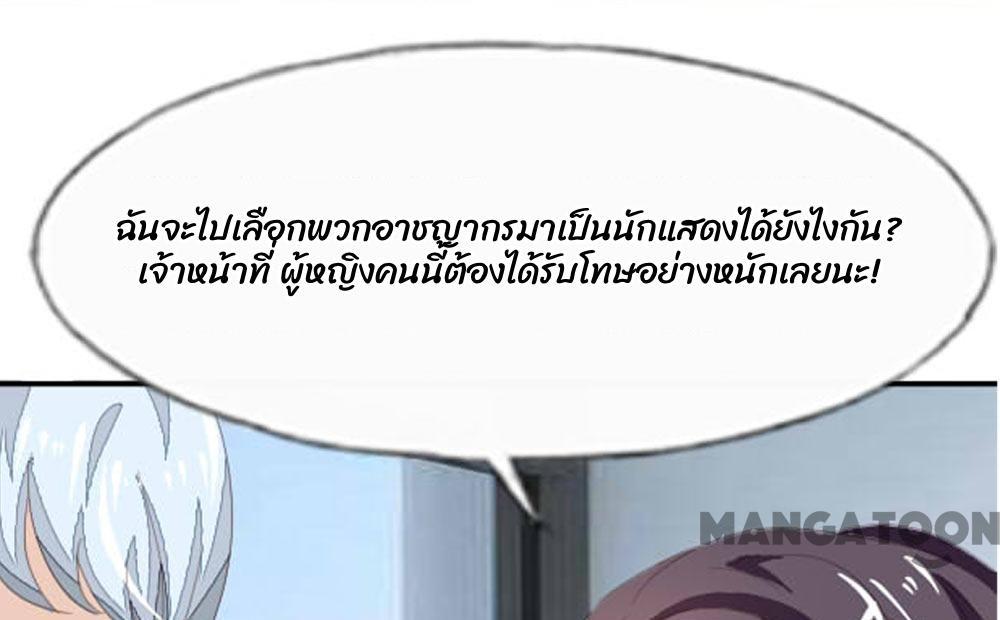 ฉันจะไปเลือกพวกอาชญากรมาเป็นนักแสดงได้ยังไงกัน?
เจ้าหน้าที่ ผู้หญิงคนนี้ต้องได้รับโทษอย่างหนักเลยนะ!
MANGATOON